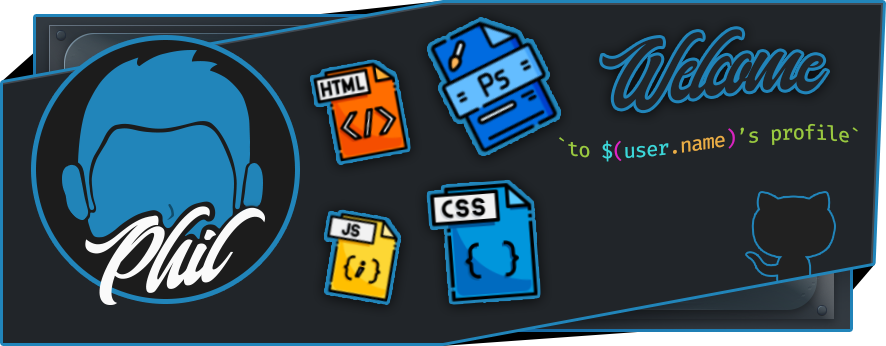 Phil
HTML
</>
Ps
JS
{i}
CSS
{ }
Welcome
`to $(user.name)'s profile`